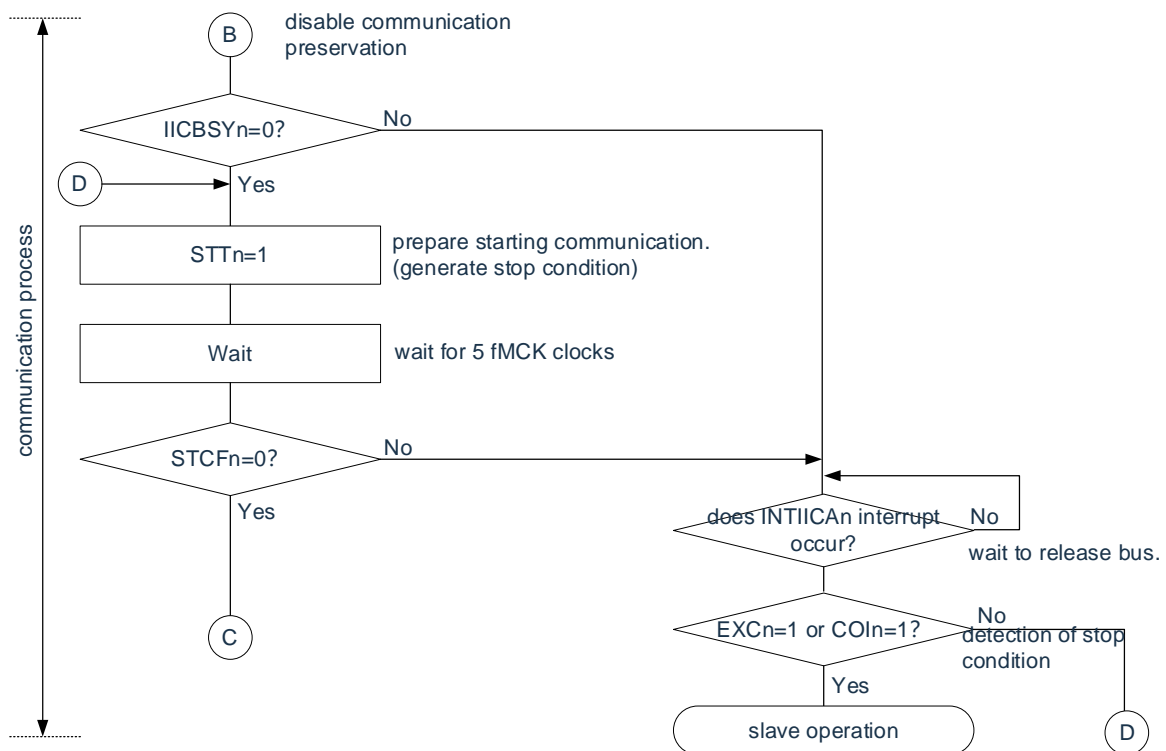 B
disable communication
preservation
IICBSYn=0?
No
D
Yes
STTn=1
prepare starting communication.
(generate stop condition)
communication process
Wait
wait for 5 fMCK clocks
STCFn=0?
No
Yes
does INTIICAn interrupt
occur?
No
wait to release bus.
C
EXCn=1 or COIn=1?
No
detection of stop
condition
Yes
slave operation
D